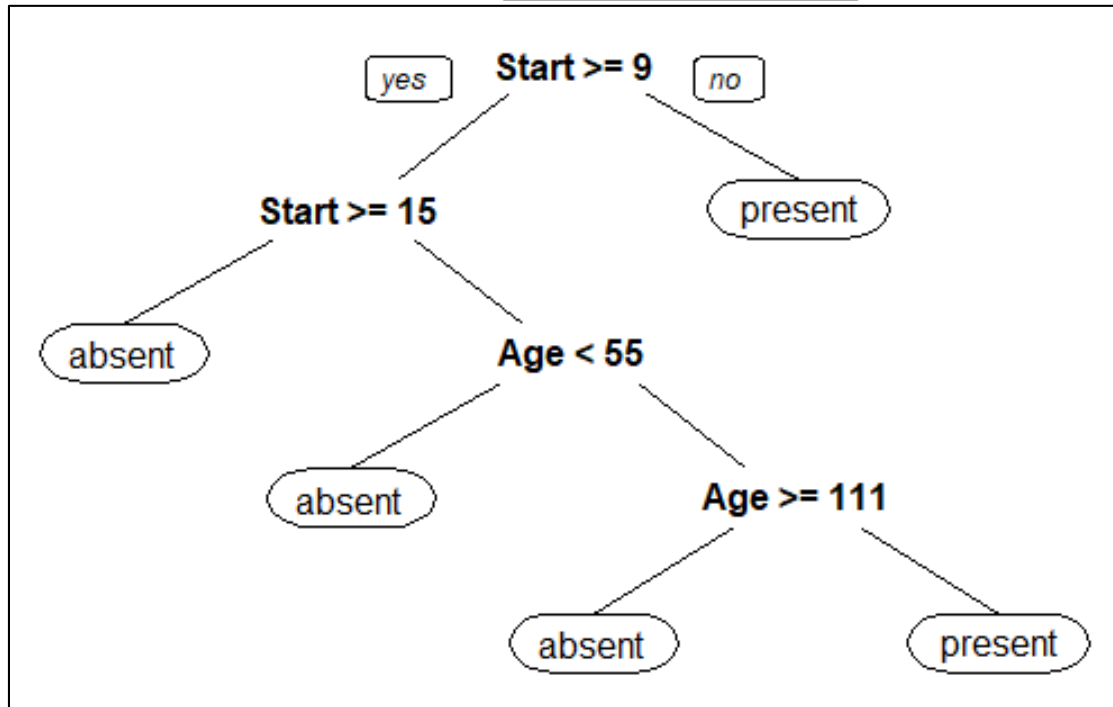 yes
Start >= 9
no
Start >= 15
present
absent
Age < 55
absent
Age >= 111
absent
present